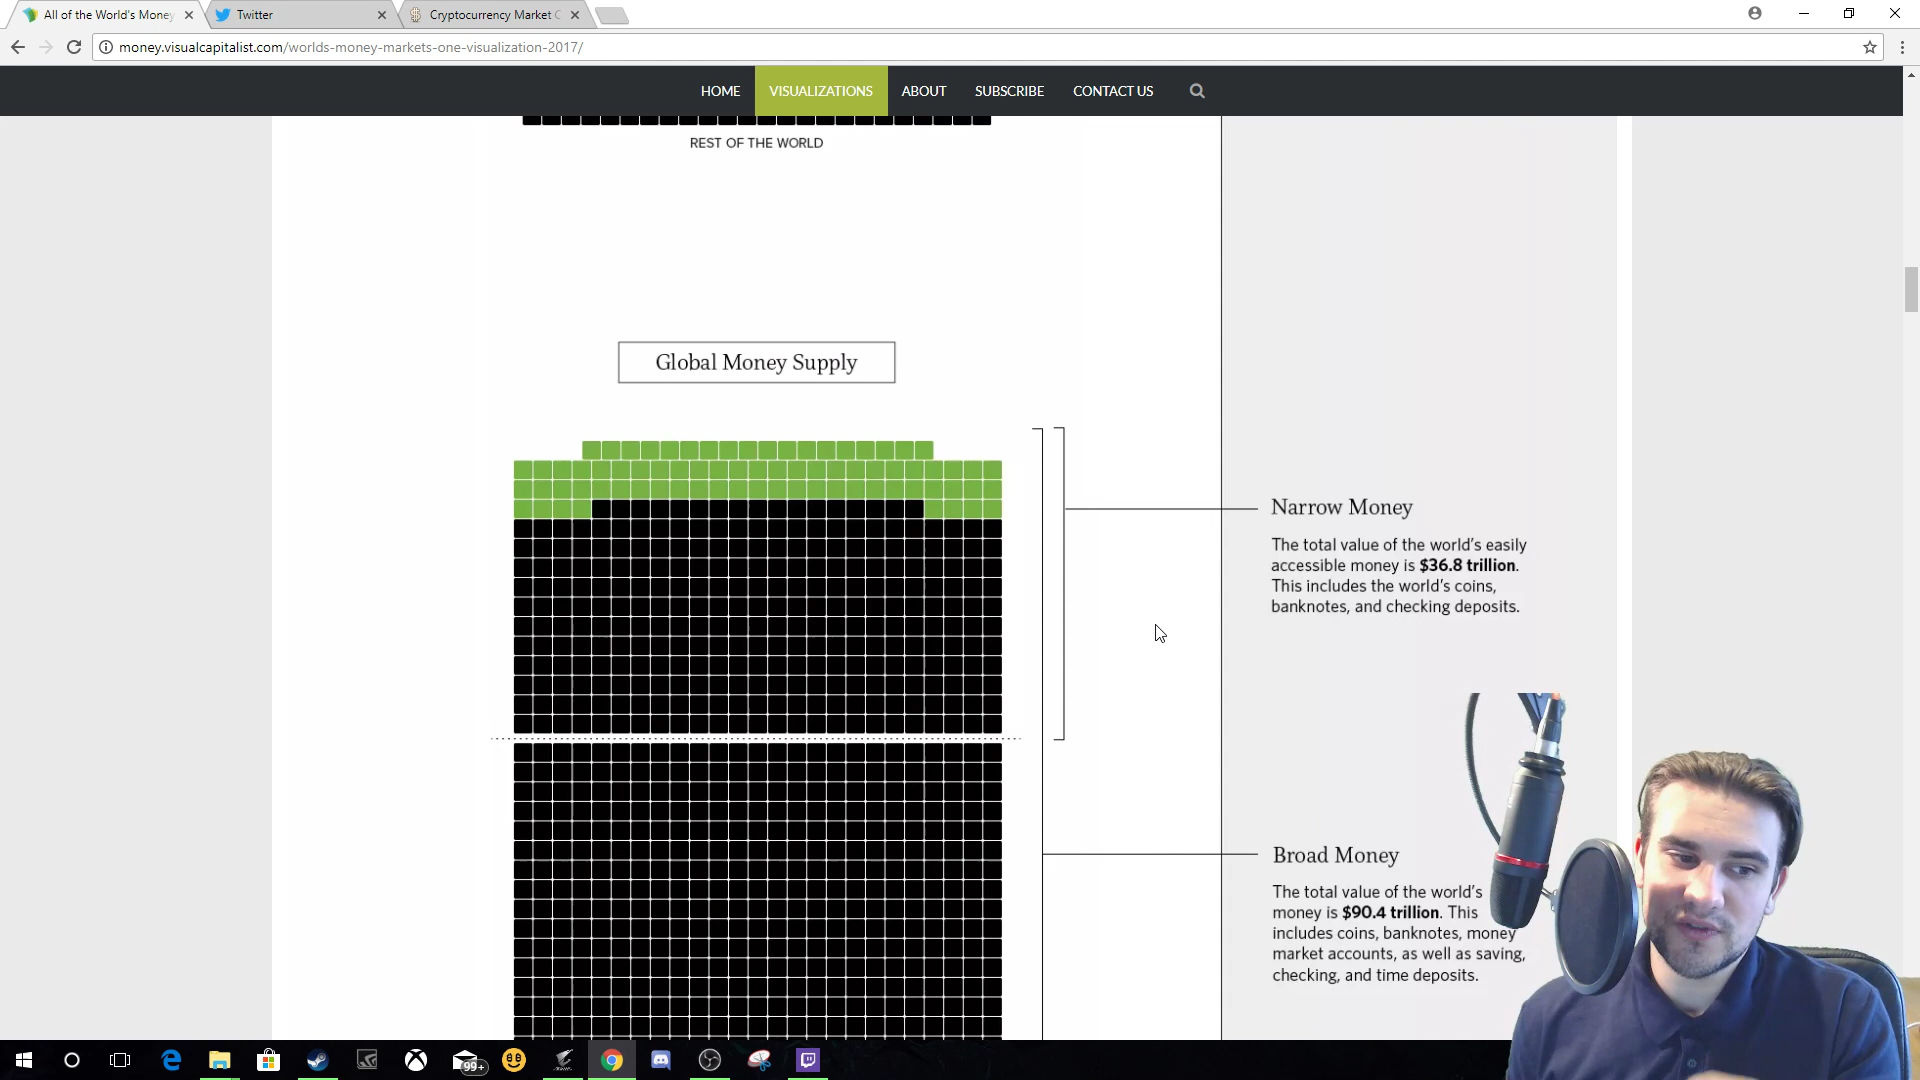 All of the World's Money
Twitter
Cryptocurrency Market C
money.visualcapitalist.com/worlds-money-markets-one-visualization-2017/
HOME VISUALIZATIONS ABOUT SUBSCRIBE CONTACT US
REST OF THE WORLD
Global Money Supply
Narrow Money
The total value of the world's easily
accessible money is $36.8 trillion.
This includes the world's coins,
banknotes, and checking deposits.
Broad Money
The total value of the world's
money is $90.4 trillion. This
includes coins, banknotes, money
market accounts, as well as saving,
checking, and time deposits.
99+